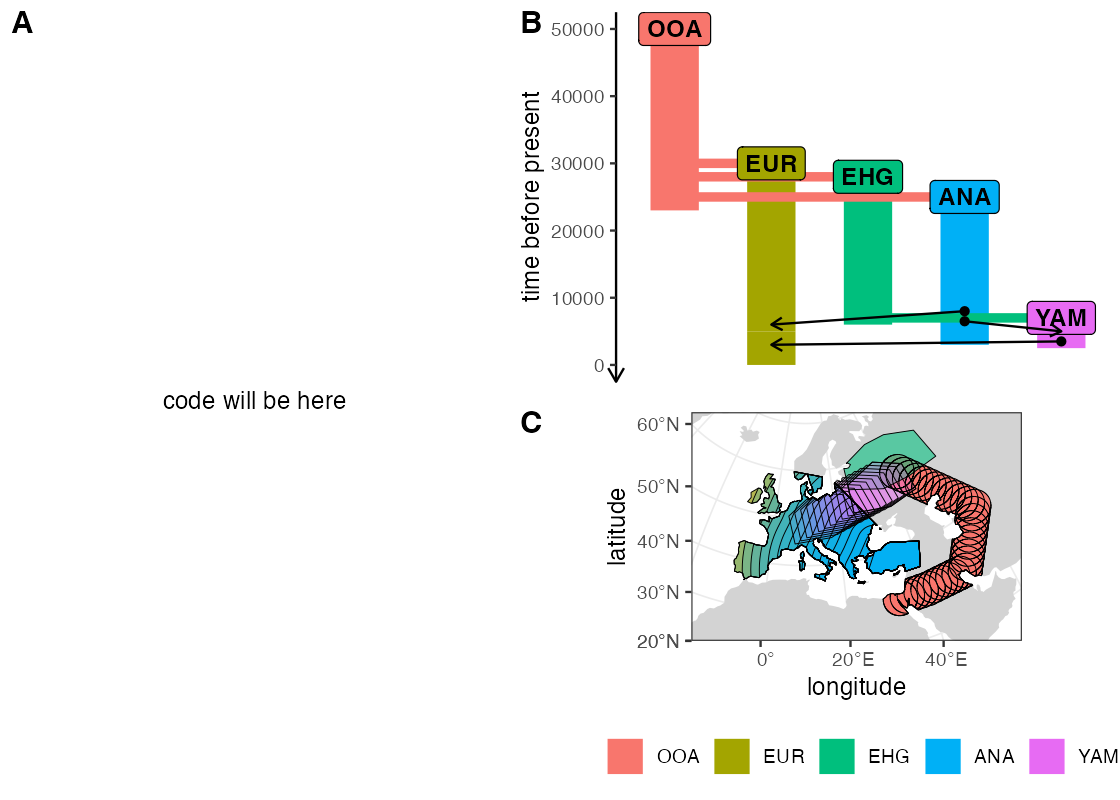 A
code will be here
B
time before present
50000
40000
30000
20000
10000
0
OOA
EUR
EHG
ANA
YAM
C
latitude
60°N
50°N
40°N
30°N
20°N
0°
20°E
40°E
longitude
OOA
EUR
EHG
ANA
YAM